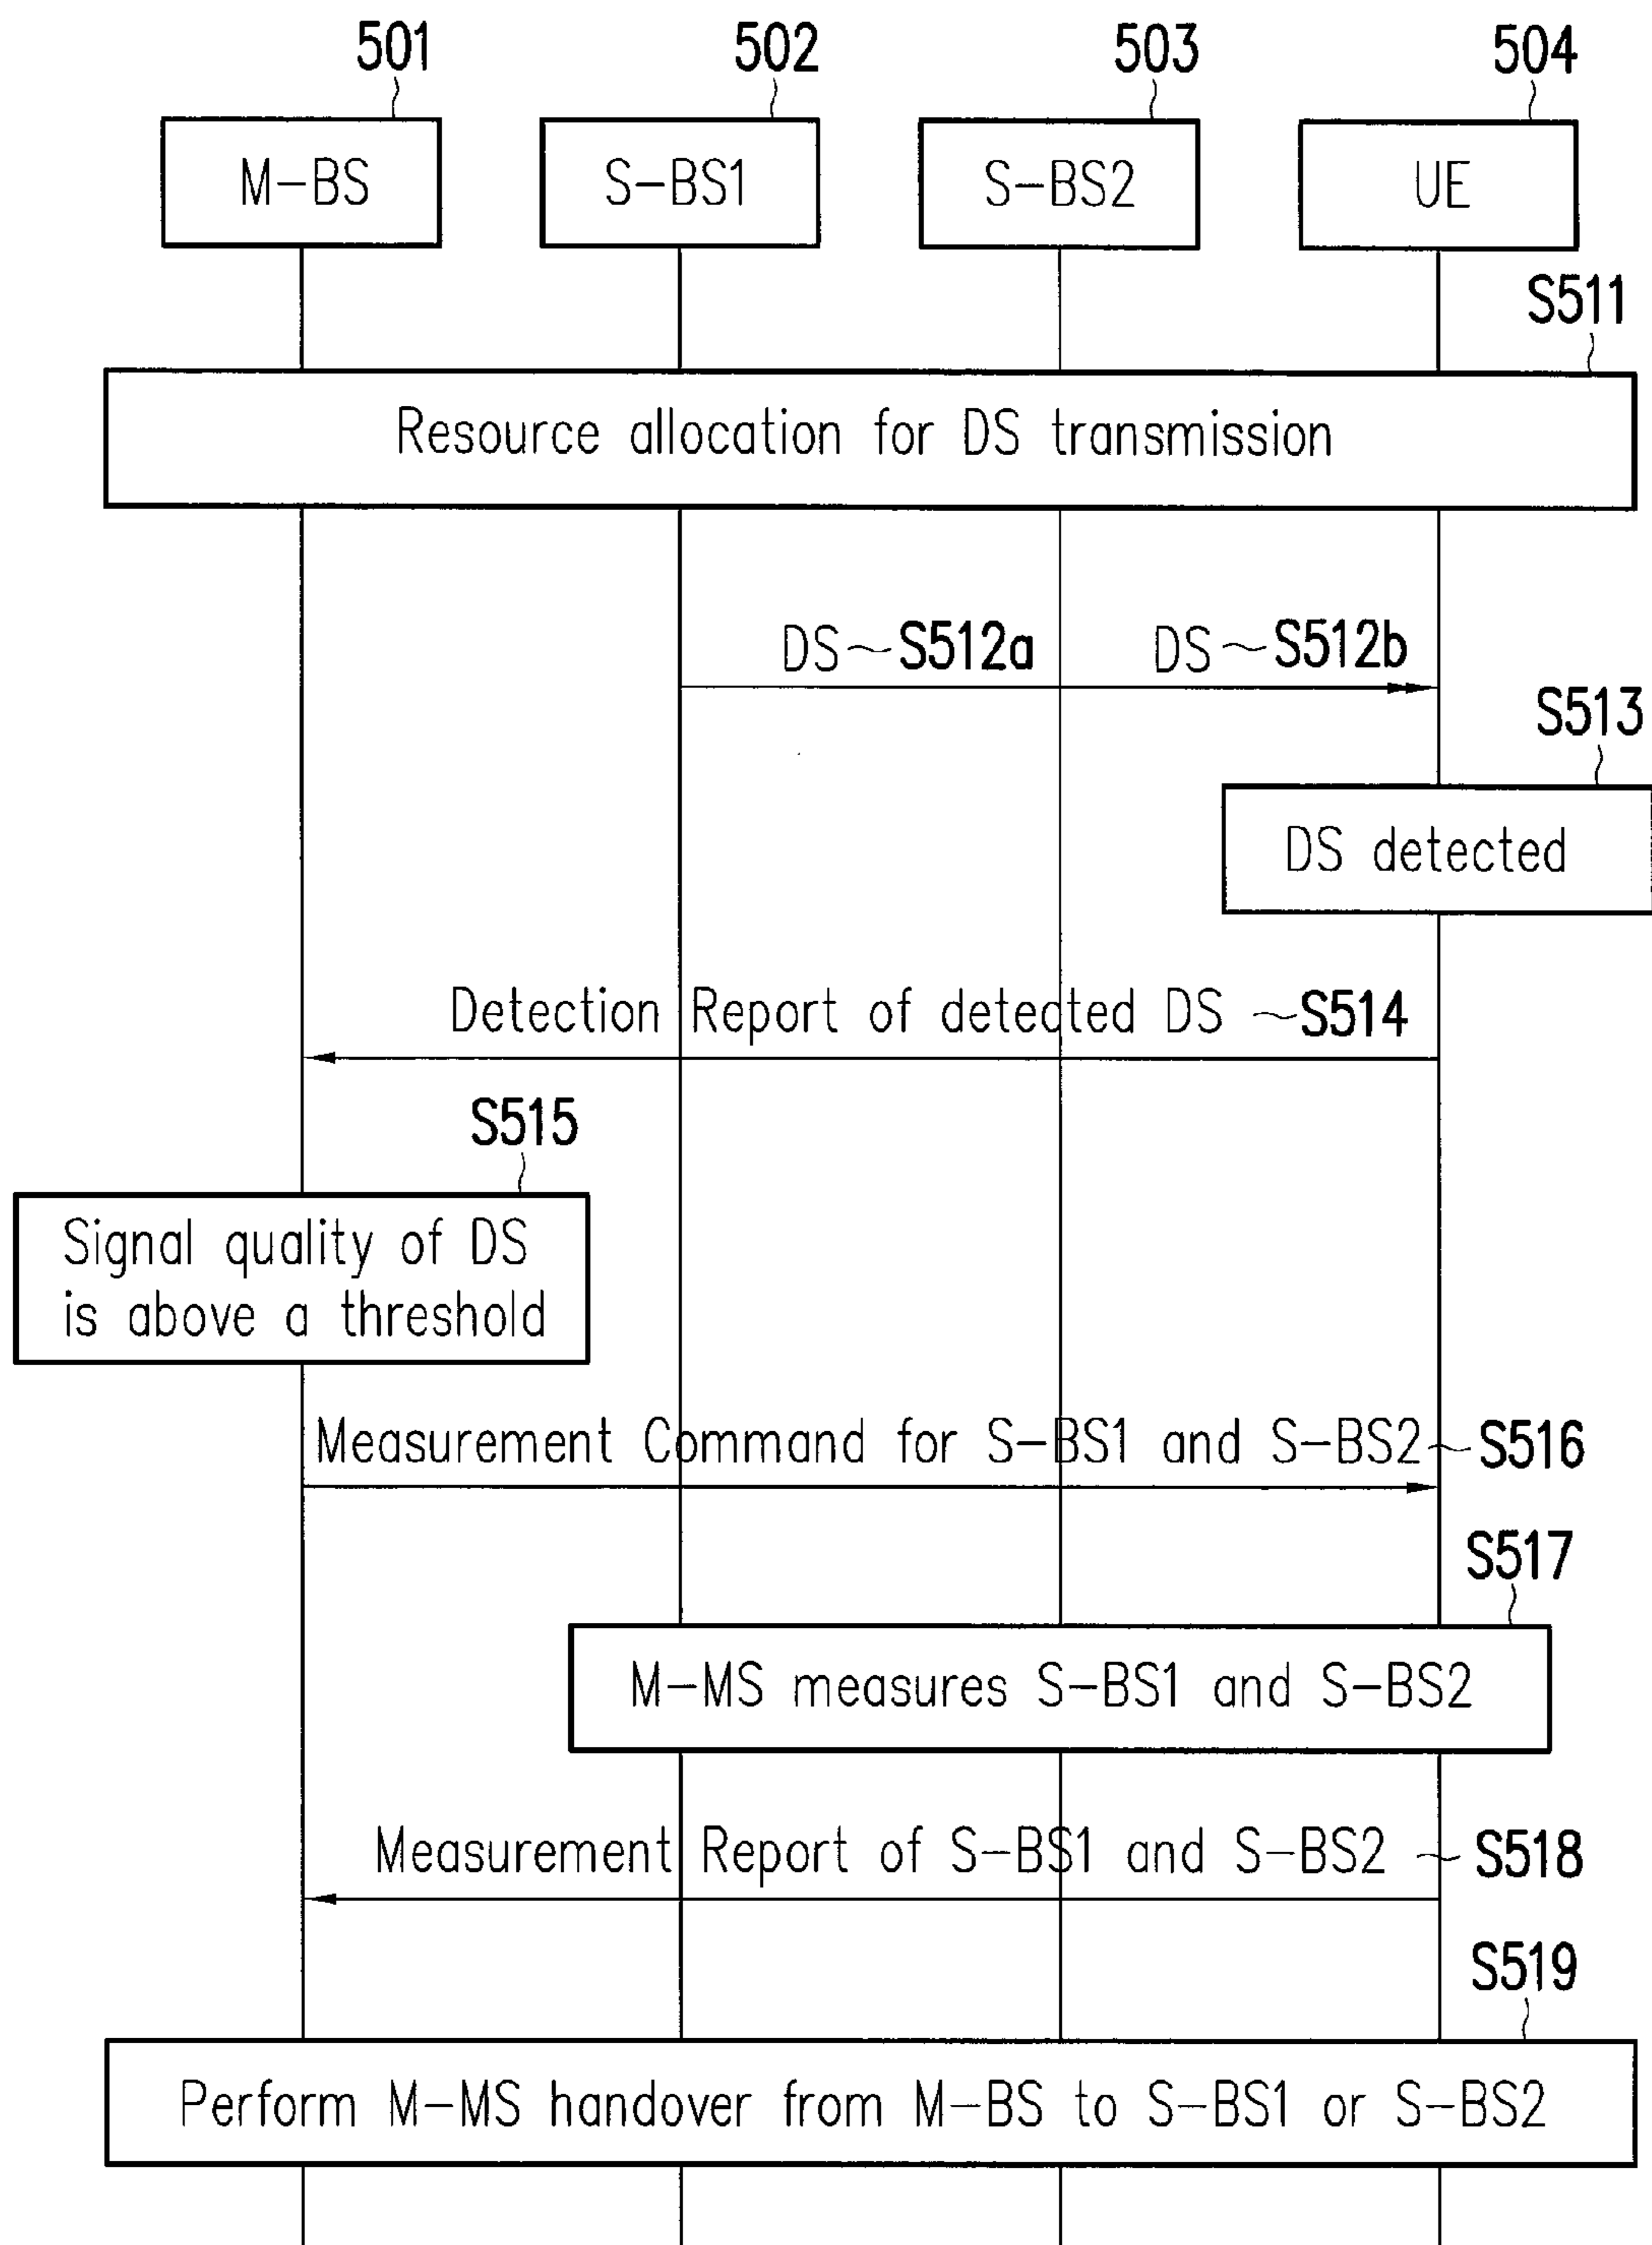 501 502 503 504
M-BS S-BS1 S-BS2 UE
S511
Resource allocation for DS transmission
DS~S512a DS~S512b
S513
DS detected
Detection Report of detected DS ~S514
S515
Signal quality of DS
is above a threshold
Measurement Command for S-BS1 and S-BS2~S516
S517
M-MS measures S-BS1 and S-BS2
Measurement Report of S-BS1 and S-BS2 ~S518
S519
Perform M-MS handover from M-BS to S-BS1 or S-BS2